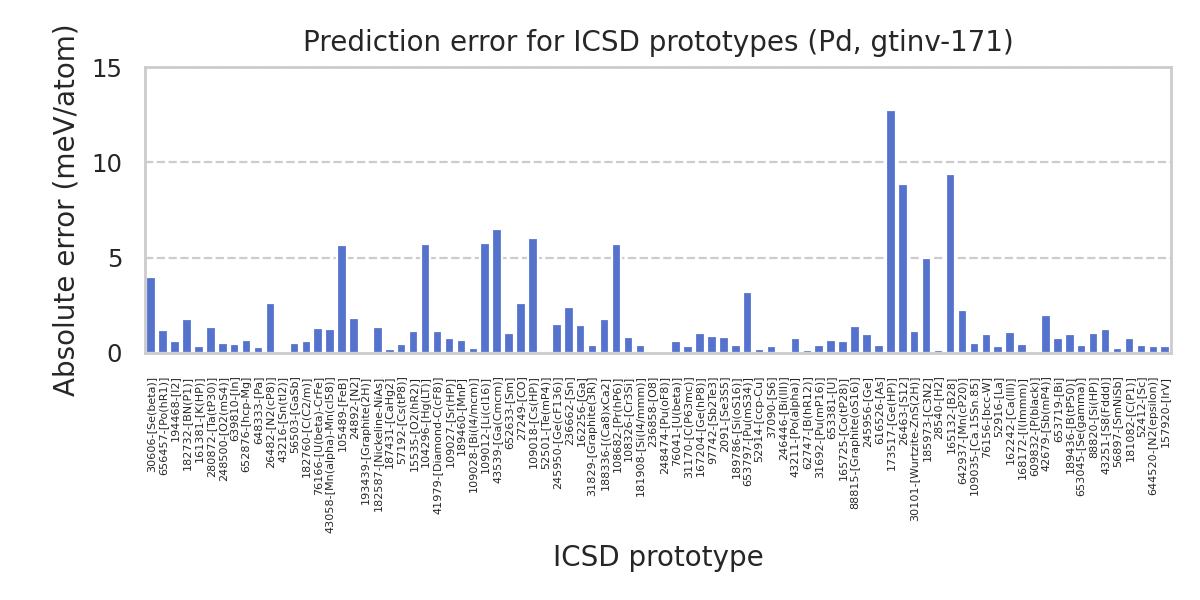 Prediction error for ICSD prototypes (Pd, gtinv-171)
Absolute error (meV/atom)
15
10
5
0
30606-[Se(beta)]
656457-[Po(hR1)]
194468-[I2]
182732-[BN(P1)]
161381-[K(HP)]
280872-[P(P30)]
248500-[O2(mS4)]
639810-[In]
652876-[hcp-Mg]
648333-[Pa]
26482-[N2(cP8)]
43216-[Sn(tI2)]
56503-[GaSb]
182760-[C(C2/m)]
76166-[U(beta)-CrFe]
43058-[Mn(alpha)-Mn(cI58)]
105489-[FeB]
24892-[N2]
193439-[Graphite(2H)]
182587-[Nickeline-NiAs]
187431-[CaHg2]
57192-[Cs(tP8)]
15535-[O2(hR2)]
104296-[Hg(LT)]
41979-[Diamond-C(cF8)]
109027-[Sr(HP)]
189460-[MnP]
109028-[Bi(I4/mcm)]
109012-[Li(cI16)]
43539-[Ga(Cmcm)]
652633-[Sm]
27249-[CO]
109018-[Cs(HP)]
52501-[Te(mP4)]
245950-[Ge(cF136)]
236662-[Sn]
162256-[Ga]
31829-[Graphite(3R)]
188336-[(Ca8)xCa2]
108682-[Pr(hP6)]
108326-[Cr3Si]
181908-[Si(I4/mmm)]
248474-[Pu(oF8)]
236858-[O8]
76041-[U(beta)]
31170-[C(P63mc)]
167204-[Ge(hP8)]
97742-[Sb2Te3]
2091-[Se3S5]
189786-[Si(oS16)]
653797-[Pu(mS34)]
52914-[ccp-Cu]
37090-[S6]
246446-[Bi(III)]
43211-[Po(alpha)]
62747-[B(hR12)]
31692-[Pu(mP16)]
653381-[U]
165725-[Co(tP28)]
88815-[Graphite(oS16)]
245956-[Ge]
616526-[As]
173517-[Ge(HP)]
26463-[S12]
30101-[Wurtzite-ZnS(2H)]
185973-[C3N2]
28540-[H2]
165132-[B28]
642937-[Mn(cP20)]
109035-[Ca.15Sn.85]
76156-[bcc-W]
52916-[La]
162242-[Ca(III)]
168172-[I(Immm)]
609832-[P(black)]
42679-[Sb(mP4)]
653719-[Bi]
189436-[B(tP50)]
653045-[Se(gamma)]
43251-[S8(Fddd)]
88820-[Si(HP)]
56897-[SmNiSb]
181082-[C(P1)]
52412-[Sc]
644520-[N2(epsilon)]
157920-[IrV]
ICSD prototype